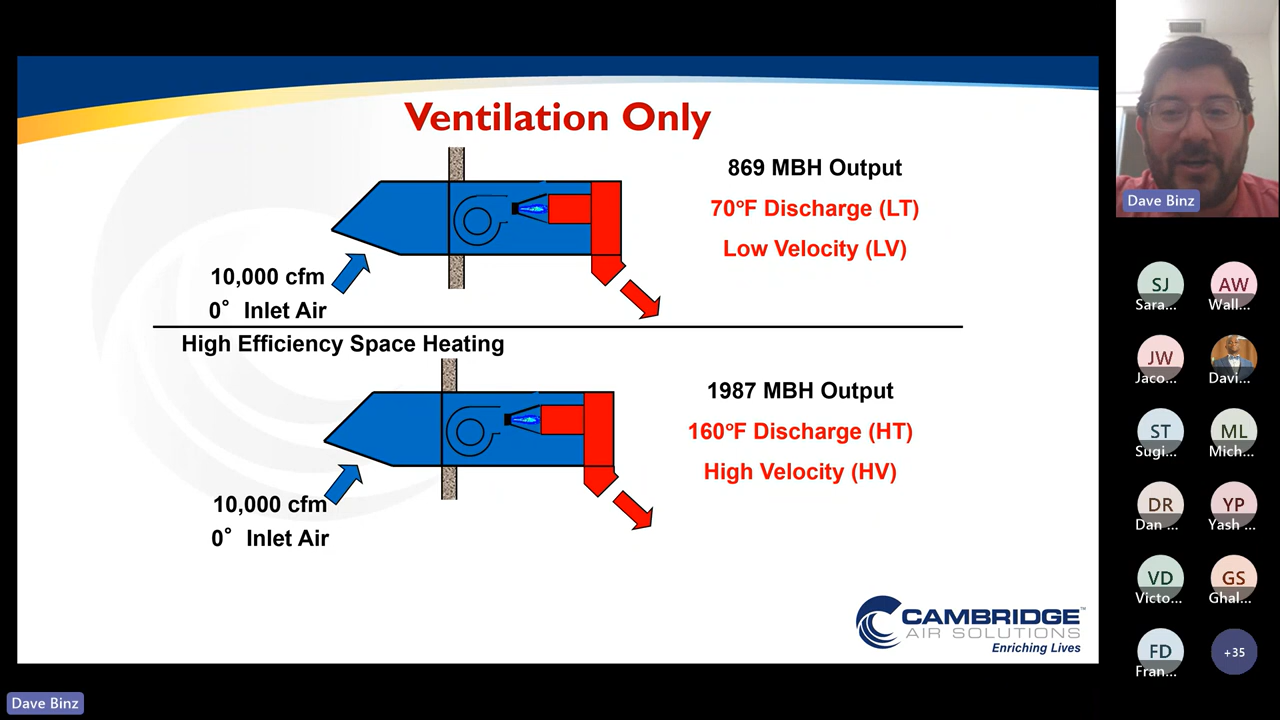 Ventilation Only
869 MBH Output
70°F Discharge (LT)
Low Velocity (LV)
10,000 cfm
0° Inlet Air
High Efficiency Space Heating
1987 MBH Output
160°F Discharge (HT)
High Velocity (HV)
10,000 cfm
0° Inlet Air
CAMBRIDGE™
AIR SOLUTIONS
Enriching Lives
Dave Binz
SJ
Sara...
AW
Wall...
JW
Jaco...
Davi...
ST
Sugi...
ML
Mich...
DR
Dan ...
YP
Yash ...
VD
Victo...
GS
Ghal...
FD
Fran...
+35
Dave Binz